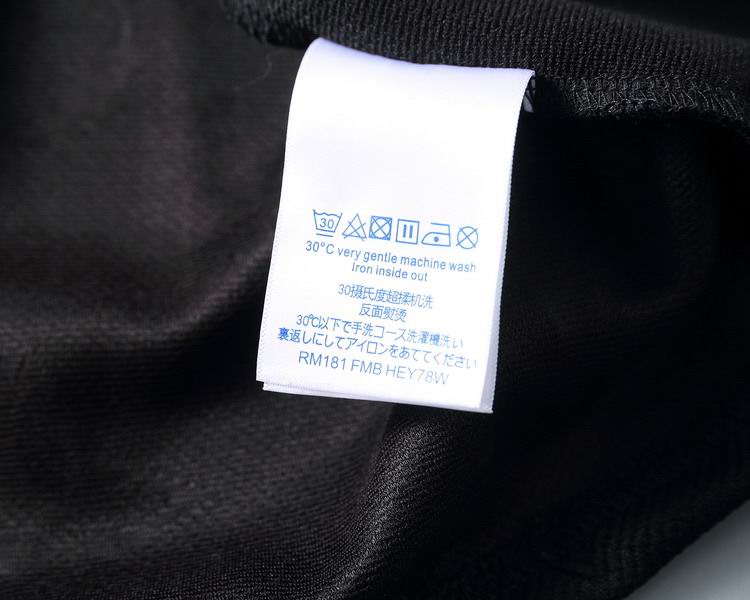 30
30°C very gentle machine wash
Iron inside out
30摄氏度超揉机洗
反面熨烫
30℃以下で手洗コース洗濯機洗い
裏返しにしてアイロンをあててください
RM181 FMB HEY78W